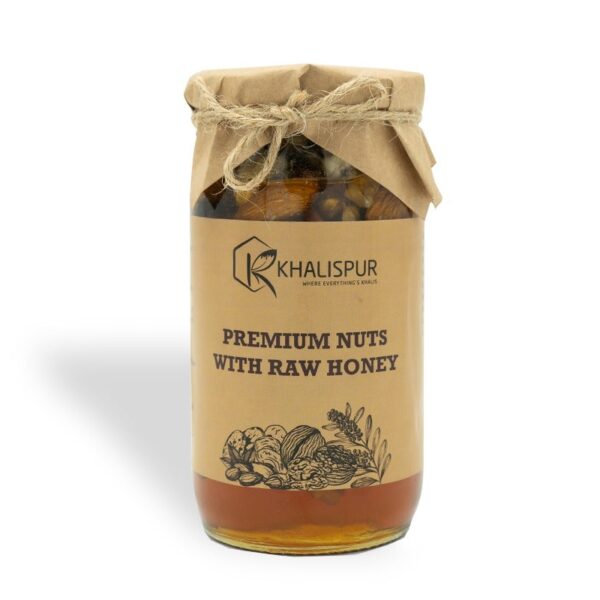 KHALISPUR
WHERE EVERYTHING'S KHALIS
PREMIUM NUTS
WITH RAW HONEY